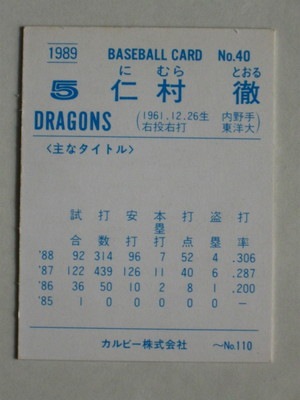 1989 BASEBALL CARD No.40
に むら とおる
5 仁村 徹
DRAGONS (1961.12.26生 内野手
右投右打 東洋大)
〈主なタイトル〉
試合 打数 安打 本塁打 打点 盗塁 打率
'88 92 314 96 7 52 4 .306
'87 122 439 126 11 40 6 .287
'86 36 50 10 2 8 1 .200
'85 1 0 0 0 0 0 －
カルビー株式会社 〜No.110